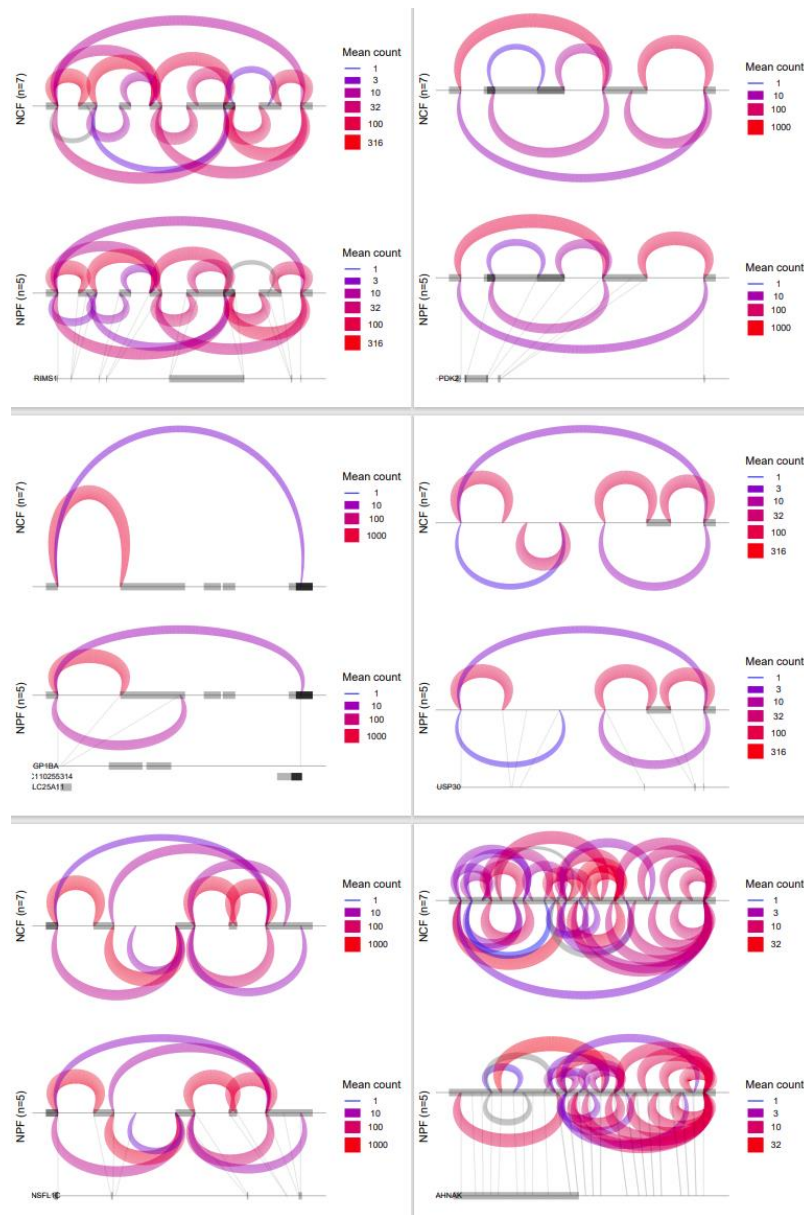 NCF (n=7)
Mean count
1
3
10
32
100
316
NPF (n=5)
Mean count
1
3
10
32
100
316
RIMS1
NCF (n=7)
Mean count
1
10
100
1000
NPF (n=5)
Mean count
1
10
100
1000
PDK2
NCF (n=7)
Mean count
1
10
100
1000
NPF (n=5)
Mean count
1
10
100
1000
GP1BA
C110255314
LC25A11
NCF (n=7)
Mean count
1
3
10
32
100
316
NPF (n=5)
Mean count
1
3
10
32
100
316
USP30
NCF (n=7)
Mean count
1
10
100
1000
NPF (n=5)
Mean count
1
10
100
1000
NSFL1C
NCF (n=7)
Mean count
1
3
10
32
NPF (n=5)
Mean count
1
3
10
32
AHNAK